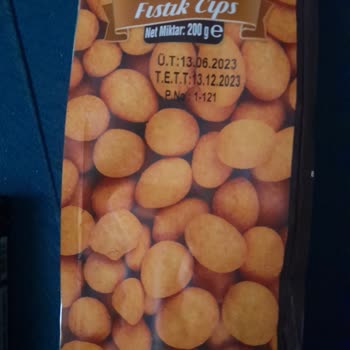 Fıstık Cips
Net Miktar: 200 g e
Ü.T:13.06.2023
T.E.T.T:13.12.2023
P.No: 1-121